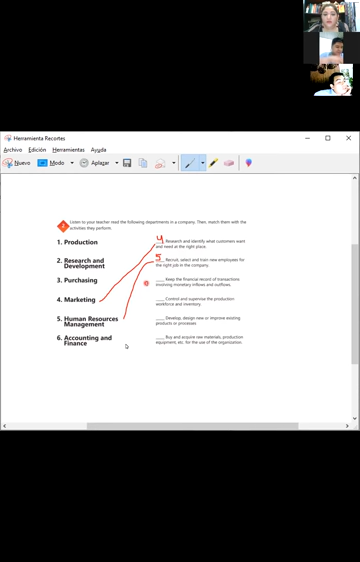 Herramienta Recortes
Archivo Edición Herramientas Ayuda
Nuevo Modo Aplazar
2 Listen to your teacher read the following departments in a company. Then, match them with the
activities they perform.
1. Production
2. Research and
Development
3. Purchasing
4. Marketing
5. Human Resources
Management
6. Accounting and
Finance
4 Research and identify what customers want
and need at the right place.
5 Recruit, select and train new employees for
the right job in the company.
____ Keep the financial record of transactions
involving monetary inflows and outflows.
____ Control and supervise the production
workforce and inventory.
____ Develop, design new or improve existing
products or processes
____ Buy and acquire raw materials, production
equipment, etc. for the use of the organization.